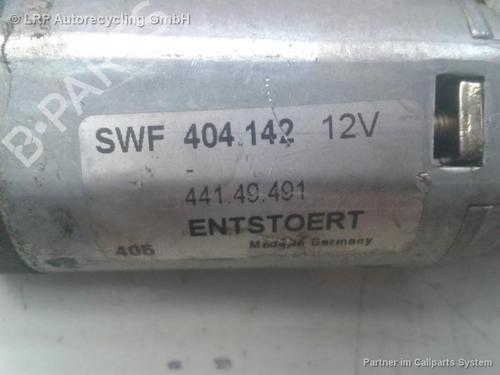 © LRP Autorecycling GmbH
B-PARTS
SWF 404.142 12V
-
441.49.491
ENTSTOERT
405 Made in Germany
Partner im Callparts System